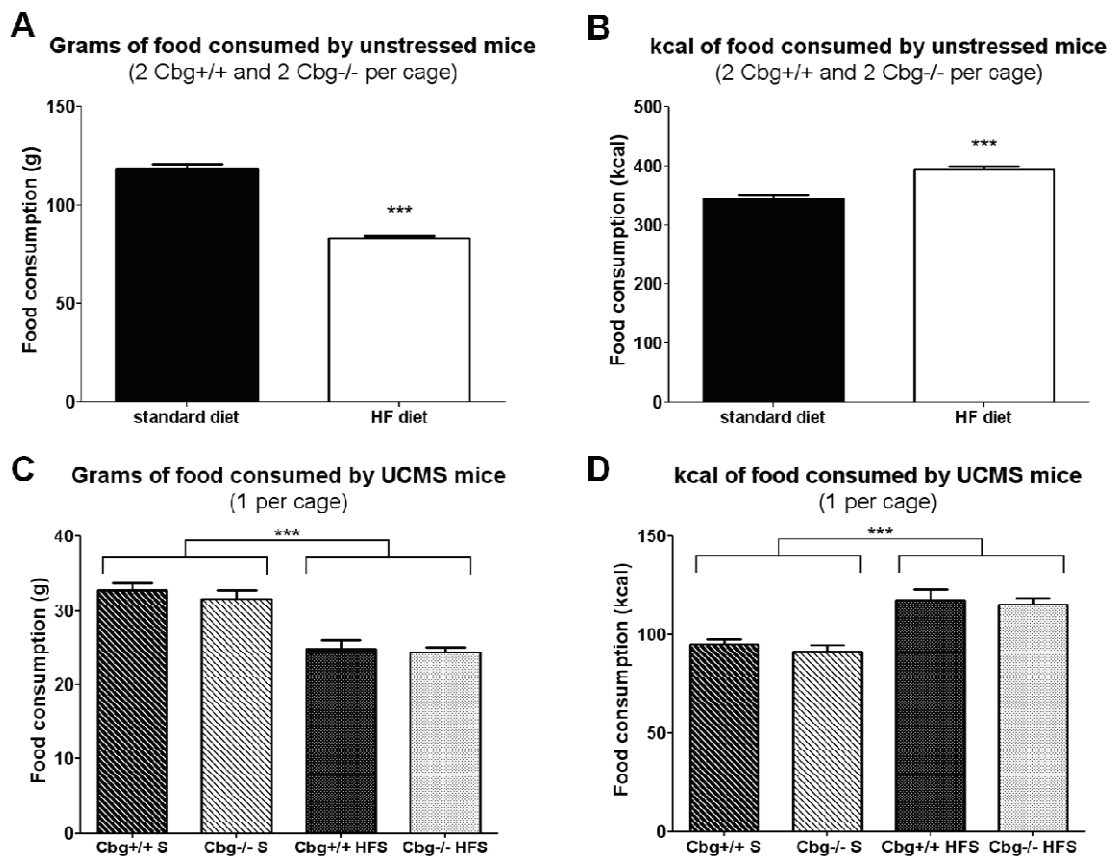 A
Grams of food consumed by unstressed mice
(2 Cbg+/+ and 2 Cbg-/- per cage)
Food consumption (g)
150
100
50
0
***
standard diet
HF diet
B
kcal of food consumed by unstressed mice
(2 Cbg+/+ and 2 Cbg-/- per cage)
Food consumption (kcal)
500
400
300
200
100
0
***
standard diet
HF diet
C
Grams of food consumed by UCMS mice
(1 per cage)
Food consumption (g)
40
30
20
10
0
***
Cbg+/+ S
Cbg-/- S
Cbg+/+ HFS
Cbg-/- HFS
D
kcal of food consumed by UCMS mice
(1 per cage)
Food consumption (kcal)
150
100
50
0
***
Cbg+/+ S
Cbg-/- S
Cbg+/+ HFS
Cbg-/- HFS